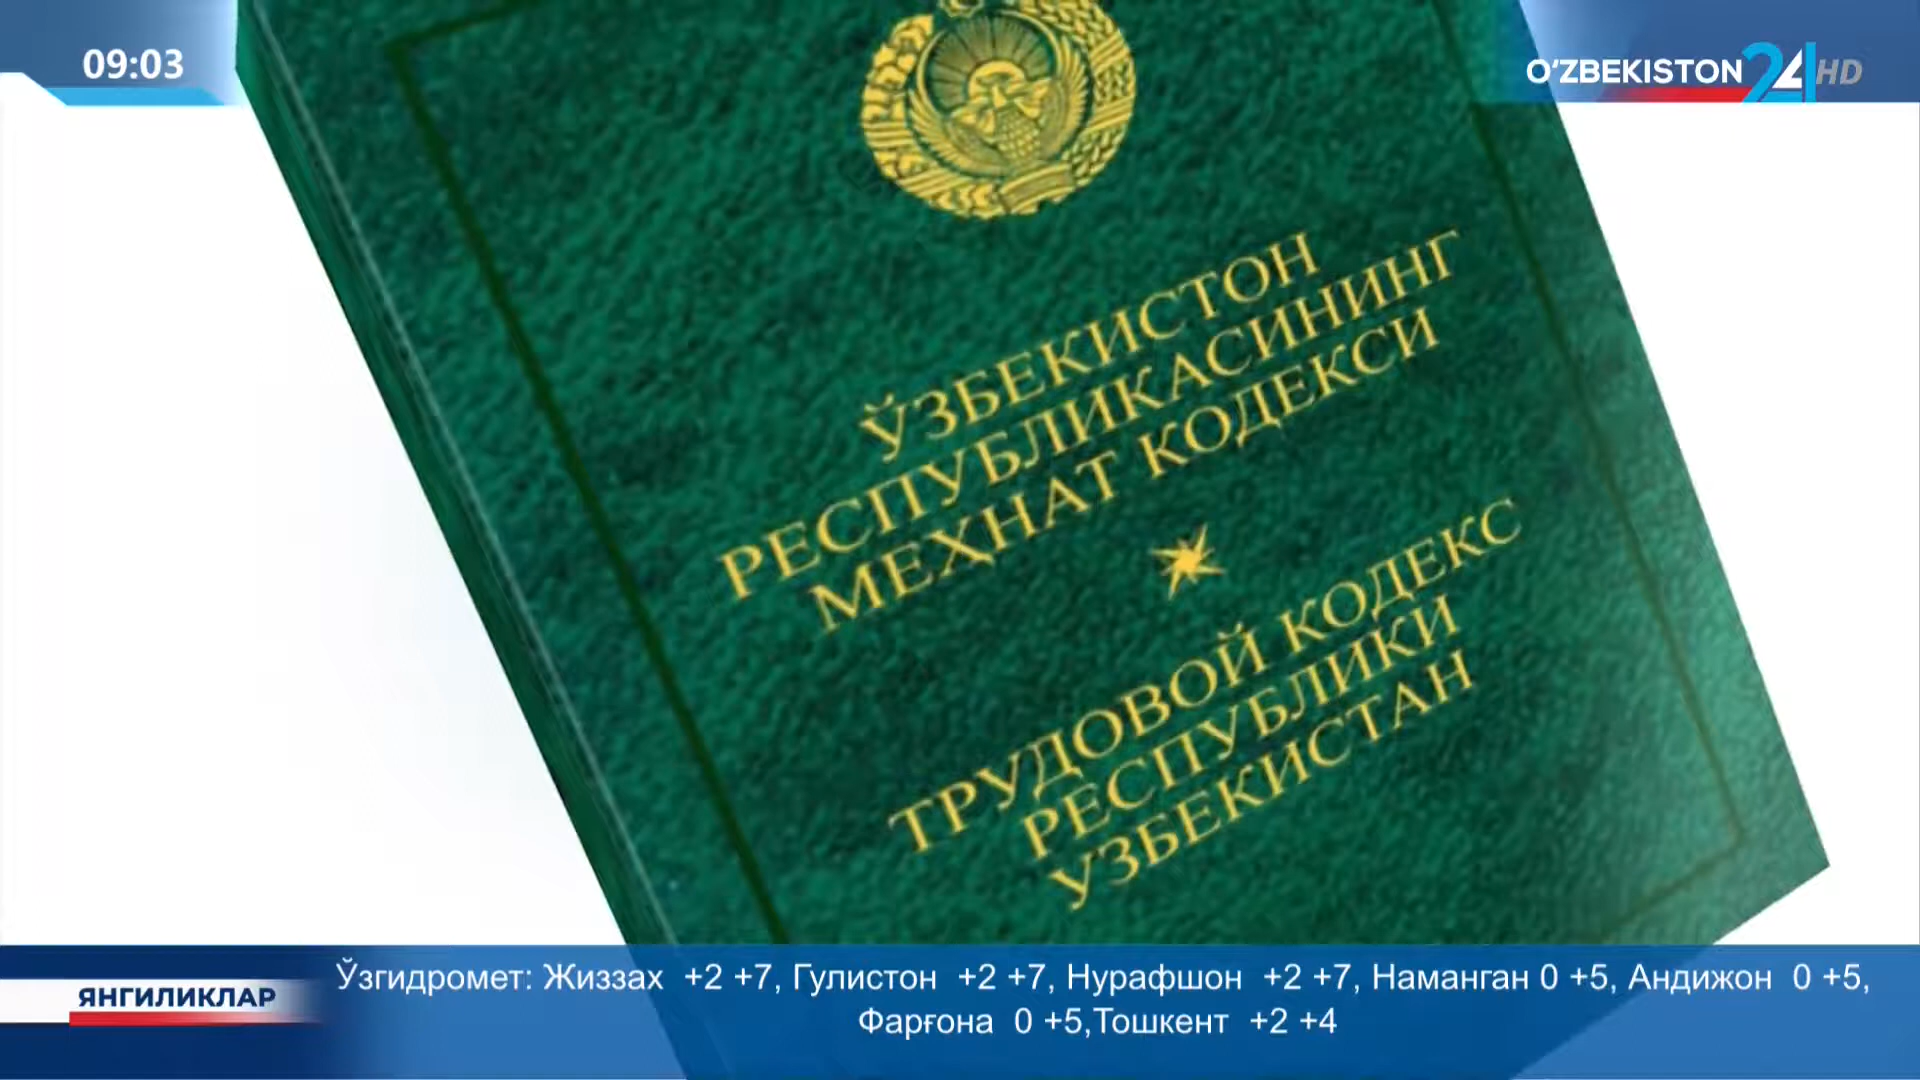 09:03
O‘ZBEKISTON 24 HD
ЎЗБЕКИСТОН
РЕСПУБЛИКАСИНИНГ
МЕҲНАТ КОДЕКСИ
ТРУДОВОЙ КОДЕКС
РЕСПУБЛИКИ
УЗБЕКИСТАН
ЯНГИЛИКЛАР
Ўзгидромет: Жиззах +2 +7, Гулистон +2 +7, Нурафшон +2 +7, Наманган 0 +5, Андижон 0 +5,
Фарғона 0 +5,Тошкент +2 +4